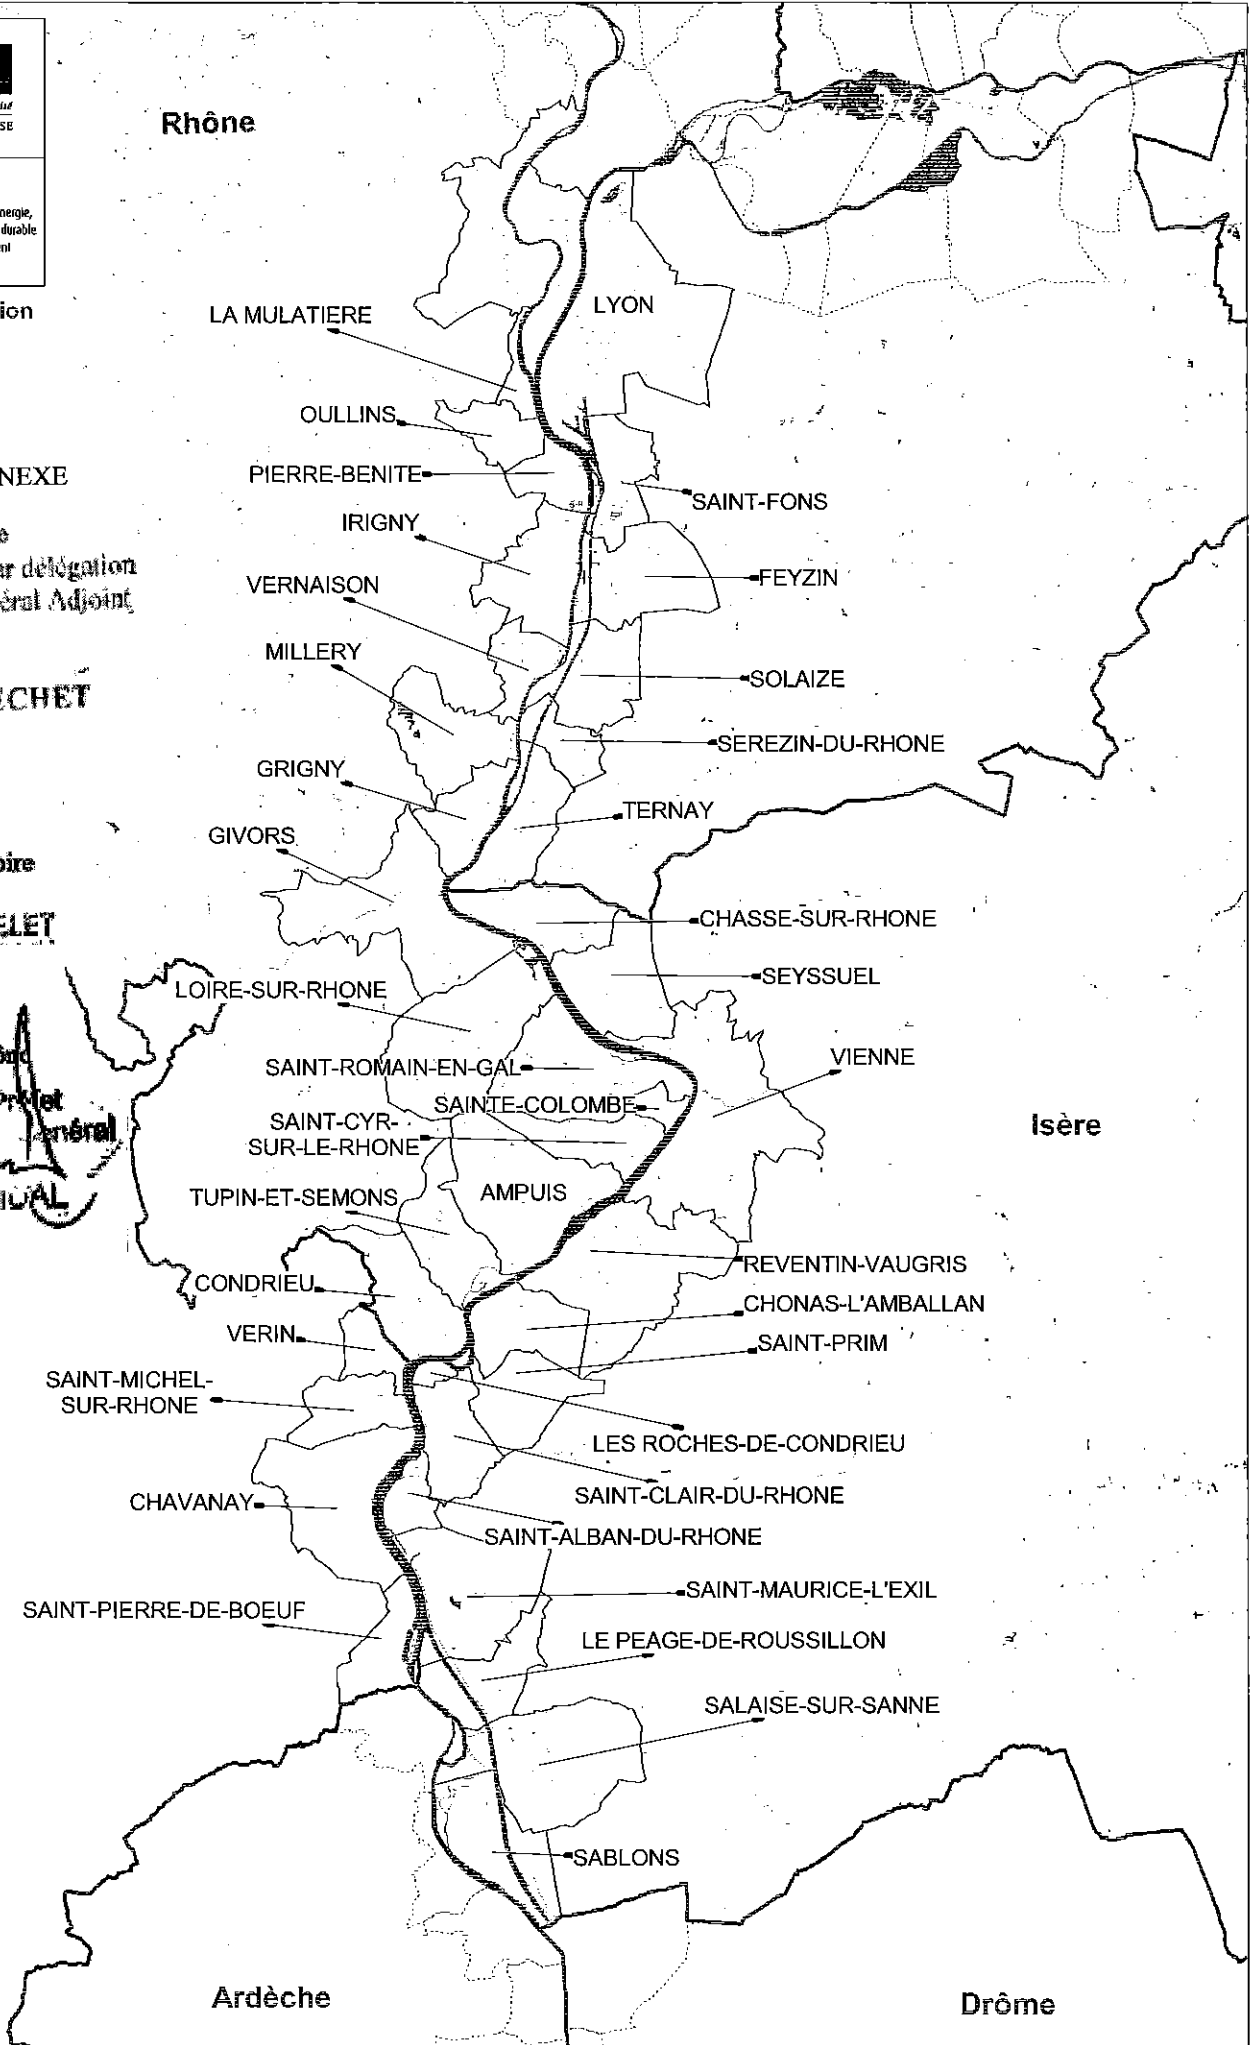 Rhône
SE
durable
LYON
LA MULATIERE
OULLINS
NEXE
PIERRE-BENITE
SAINT-FONS
IRIGNY
délégation
FEYZIN
VERNAISON
Adjoint
MILLERY
SOLAIZE
SEREZIN-DU-RHONE
GRIGNY
TERNAY
GIVORS
CHASSE-SUR-RHONE
SEYSSUEL
LOIRE-SUR-RHONE
VIENNE
SAINT-ROMAIN-EN-GAL
SAINTE-COLOMBE
SAINT-CYR-
SUR-LE-RHONE
Isère
TUPIN-ET-SEMONS
AMPUIS
REVENTIN-VAUGRIS
CONDRIEU
CHONAS-L'AMBALLAN
VERIN
SAINT-PRIM
SAINT-MICHEL-
SUR-RHONE
LES ROCHES-DE-CONDRIEU
SAINT-CLAIR-DU-RHONE
CHAVANAY
SAINT-ALBAN-DU-RHONE
SAINT-MAURICE-L'EXIL
SAINT-PIERRE-DE-BOEUF
LE PEAGE-DE-ROUSSILLON
SALAISE-SUR-SANNE
SABLONS
Ardèche
Drôme